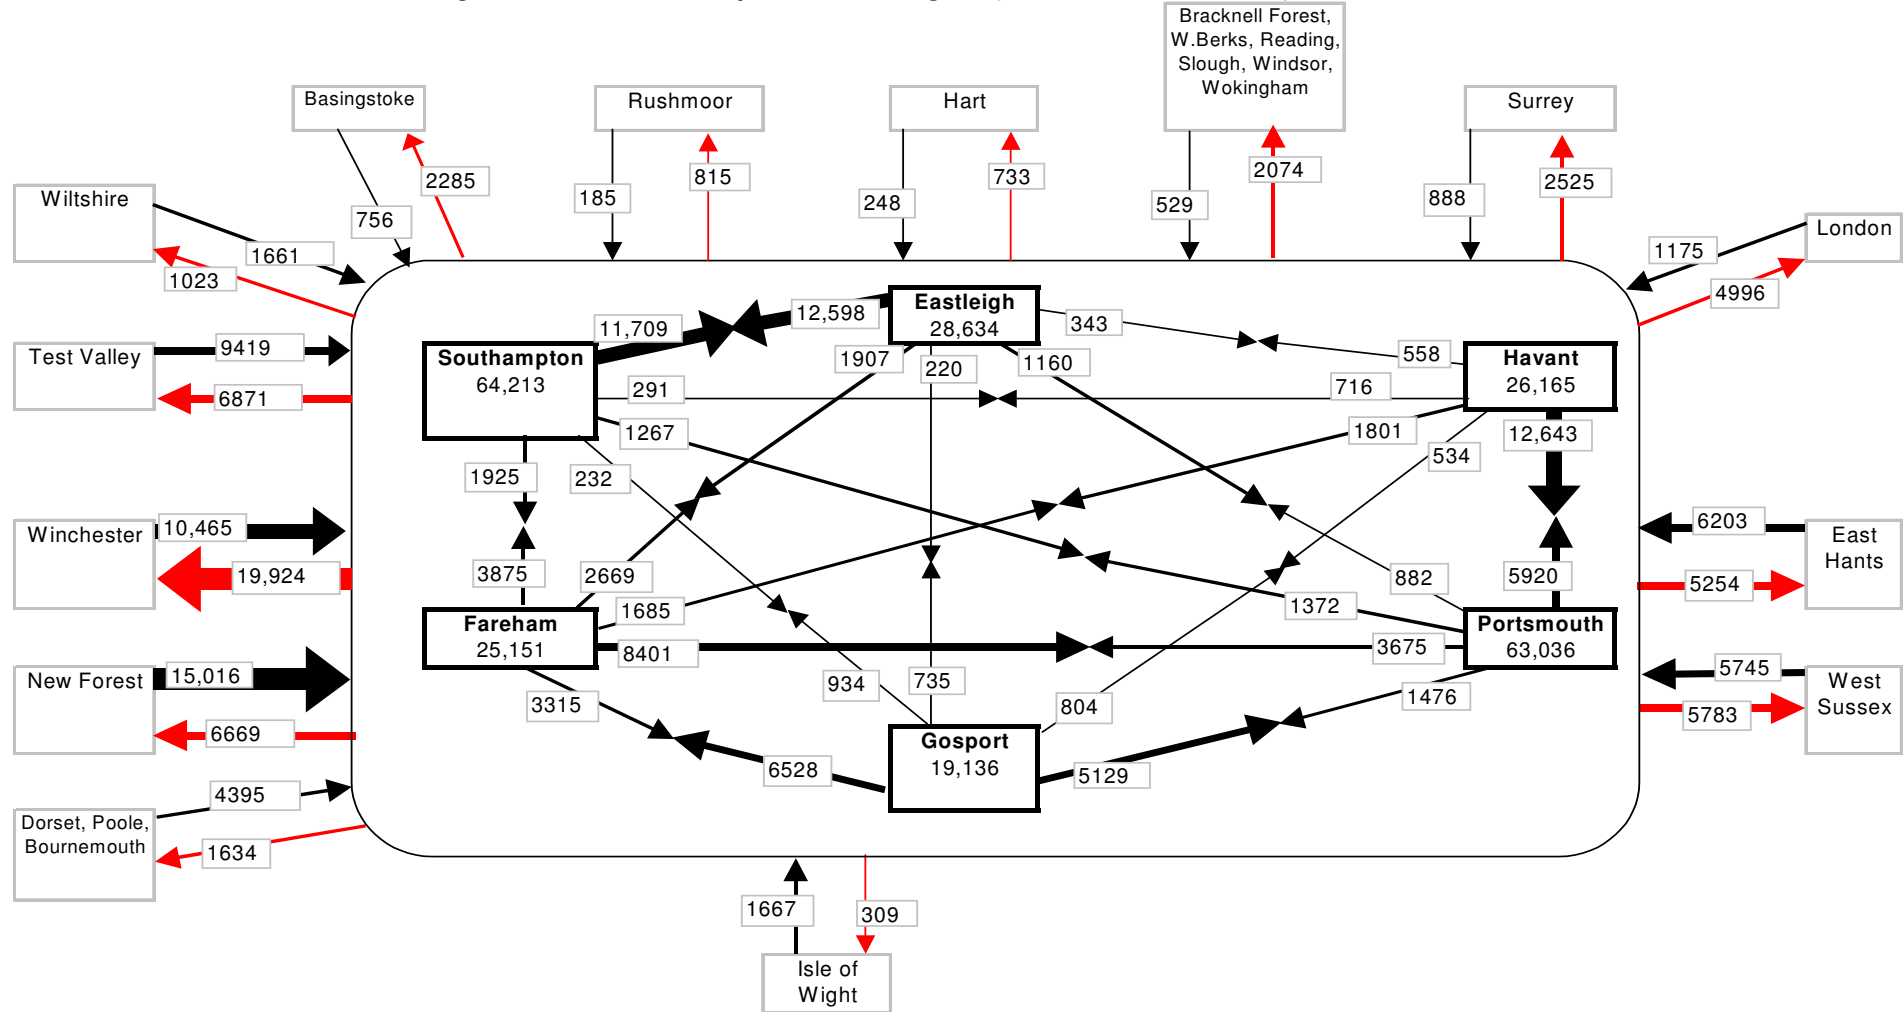 Bracknell Forest,
W.Berks, Reading,
Slough, Windsor,
Wokingham
Basingstoke
Rushmoor
Hart
Surrey
2285
815
733
2074
2525
Wiltshire
756
185
248
529
888
London
1661
1175
1023
4996
Eastleigh
28,634
12,598
11,709
343
Southampton
64,213
1907
220
1160
558
Havant
26,165
Test Valley
9419
6871
291
716
1267
1801
12,643
534
1925
232
Winchester
10,465
19,924
6203
East
Hants
5254
3875
2669
882
5920
1685
1372
Fareham
25,151
8401
3675
Portsmouth
63,036
New Forest
15,016
6669
5745
West
Sussex
5783
934
735
804
1476
3315
Gosport
19,136
6528
5129
4395
Dorset, Poole,
Bournemouth
1634
1667
309
Isle of
Wight